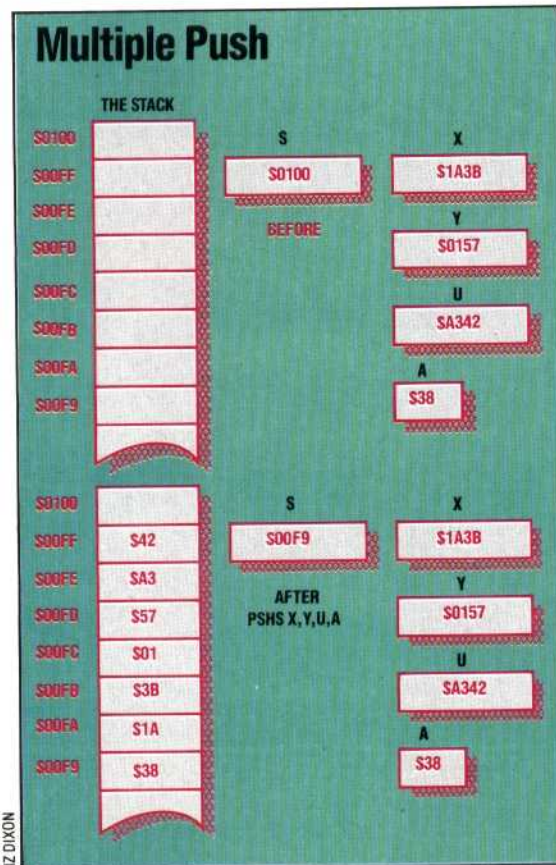 Multiple Push
THE STACK
$0100
$00FF
$00FE
$00FD
$00FC
$00FB
$00FA
$00F9
S
$0100
BEFORE
X
$1A3B
Y
$0157
U
$A342
A
$38
$0100
$00FF $42
$00FE $A3
$00FD $57
$00FC $01
$00FB $3B
$00FA $1A
$00F9 $38
S
$00F9
AFTER
PSHS X,Y,U,A
X
$1A3B
Y
$0157
U
$A342
A
$38
IZ DIXON